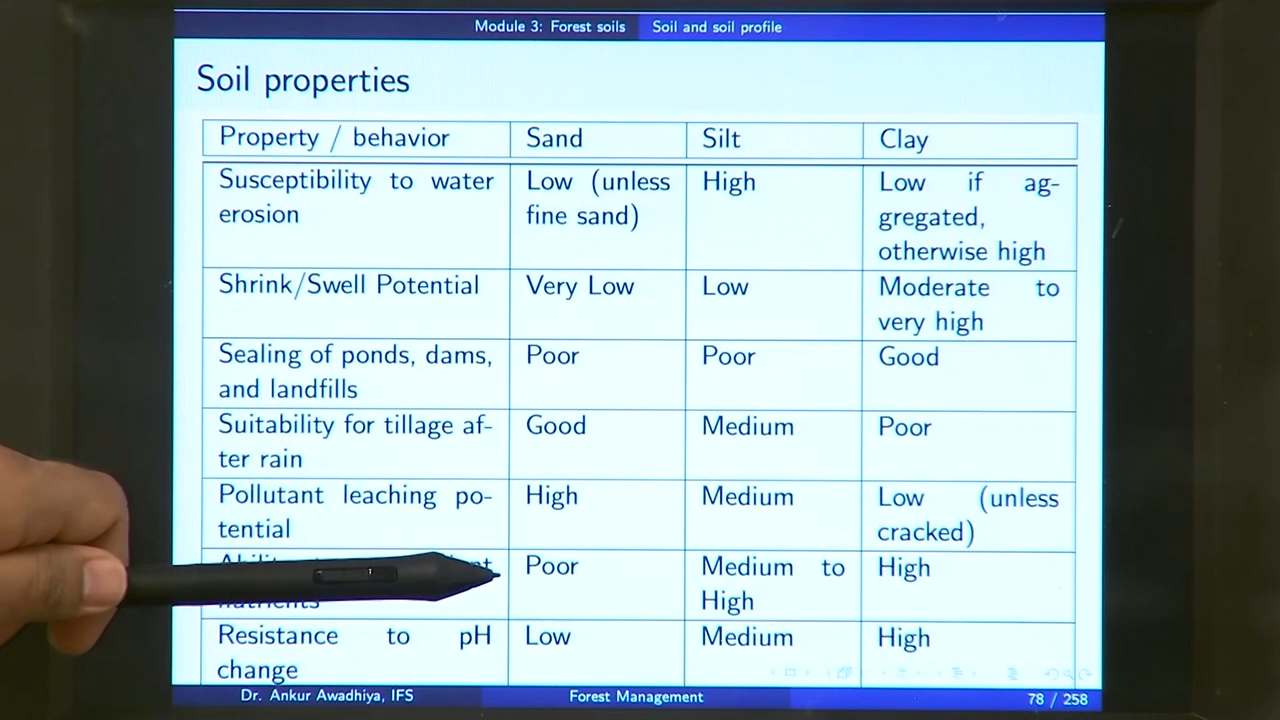 Module 3: Forest soils Soil and soil profile
Soil properties
Property / behavior Sand Silt Clay
Susceptibility to water Low (unless High Low if ag-
erosion fine sand) gregated,
otherwise high
Shrink/Swell Potential Very Low Low Moderate to
very high
Sealing of ponds, dams, Poor Poor Good
and landfills
Suitability for tillage af- Good Medium Poor
ter rain
Pollutant leaching po- High Medium Low (unless
tential cracked)
Poor Medium to High
nutrients High
Resistance to pH Low Medium High
change
Dr. Ankur Awadhiya, IFS Forest Management 78 / 258